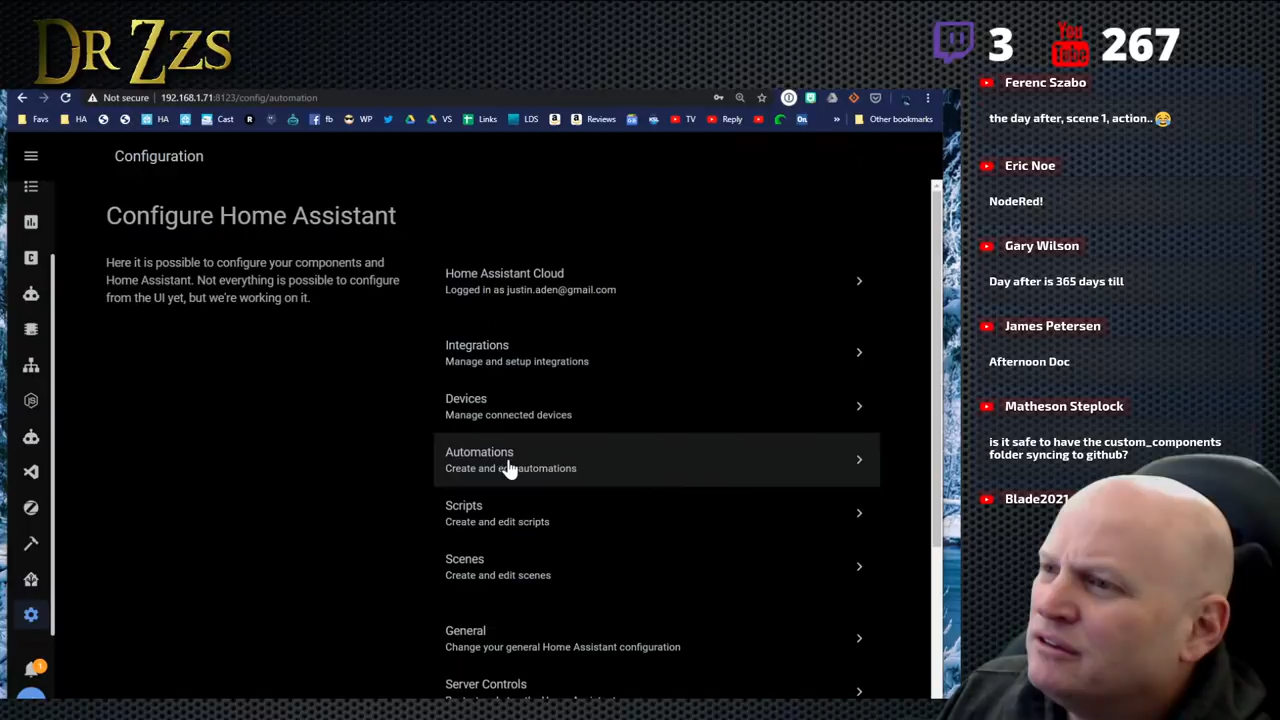 DR ZZS
3
You Tube
267
Not secure
192.168.1.71:8123/config/automation
Favs
HA
HA
Cast
fb
WP
VS
Links
LDS
Reviews
TV
Reply
On
»
Other bookmarks
Configuration
Configure Home Assistant
Here it is possible to configure your components and
Home Assistant. Not everything is possible to configure
from the UI yet, but we're working on it.
Home Assistant Cloud
Logged in as justin.aden@gmail.com
Integrations
Manage and setup integrations
Devices
Manage connected devices
Automations
Create and automations
Scripts
Create and edit scripts
Scenes
Create and edit scenes
General
Change your general Home Assistant configuration
Server Controls
1
Ferenc Szabo
the day after, scene 1, action.. 😂
Eric Noe
NodeRed!
Gary Wilson
Day after is 365 days till
James Petersen
Afternoon Doc
Matheson Steplock
is it safe to have the custom_components
folder syncing to github?
Blade2021